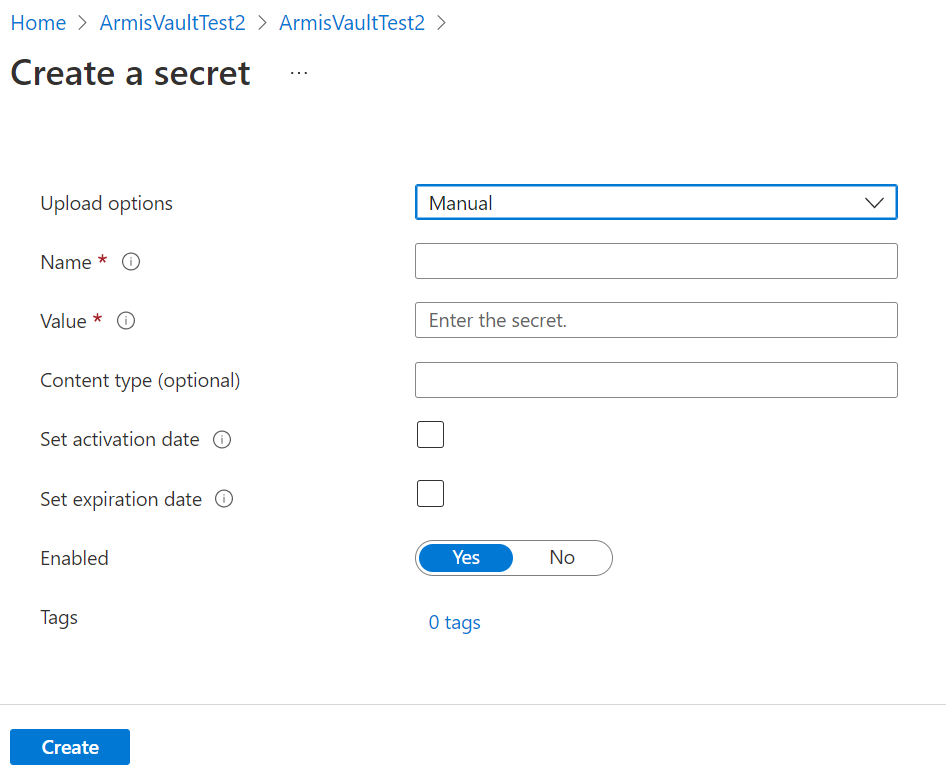 Home > ArmisVaultTest2 > ArmisVaultTest2 >
Create a secret ...
Upload options Manual
Name *
Value * Enter the secret.
Content type (optional)
Set activation date
Set expiration date
Enabled Yes No
Tags 0 tags
Create